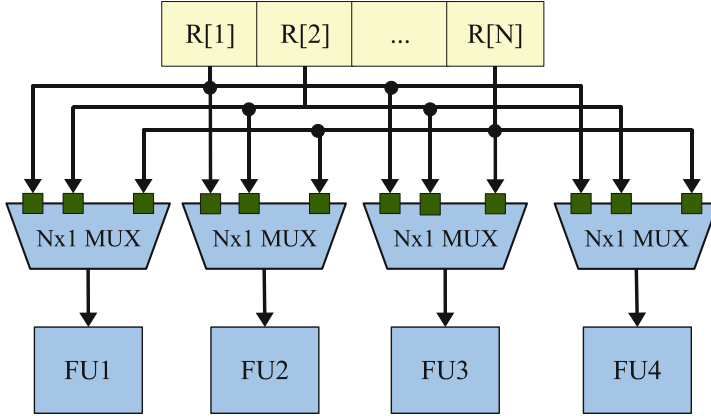 R[1] R[2] ... R[N]
Nx1 MUX Nx1 MUX Nx1 MUX Nx1 MUX
FU1 FU2 FU3 FU4